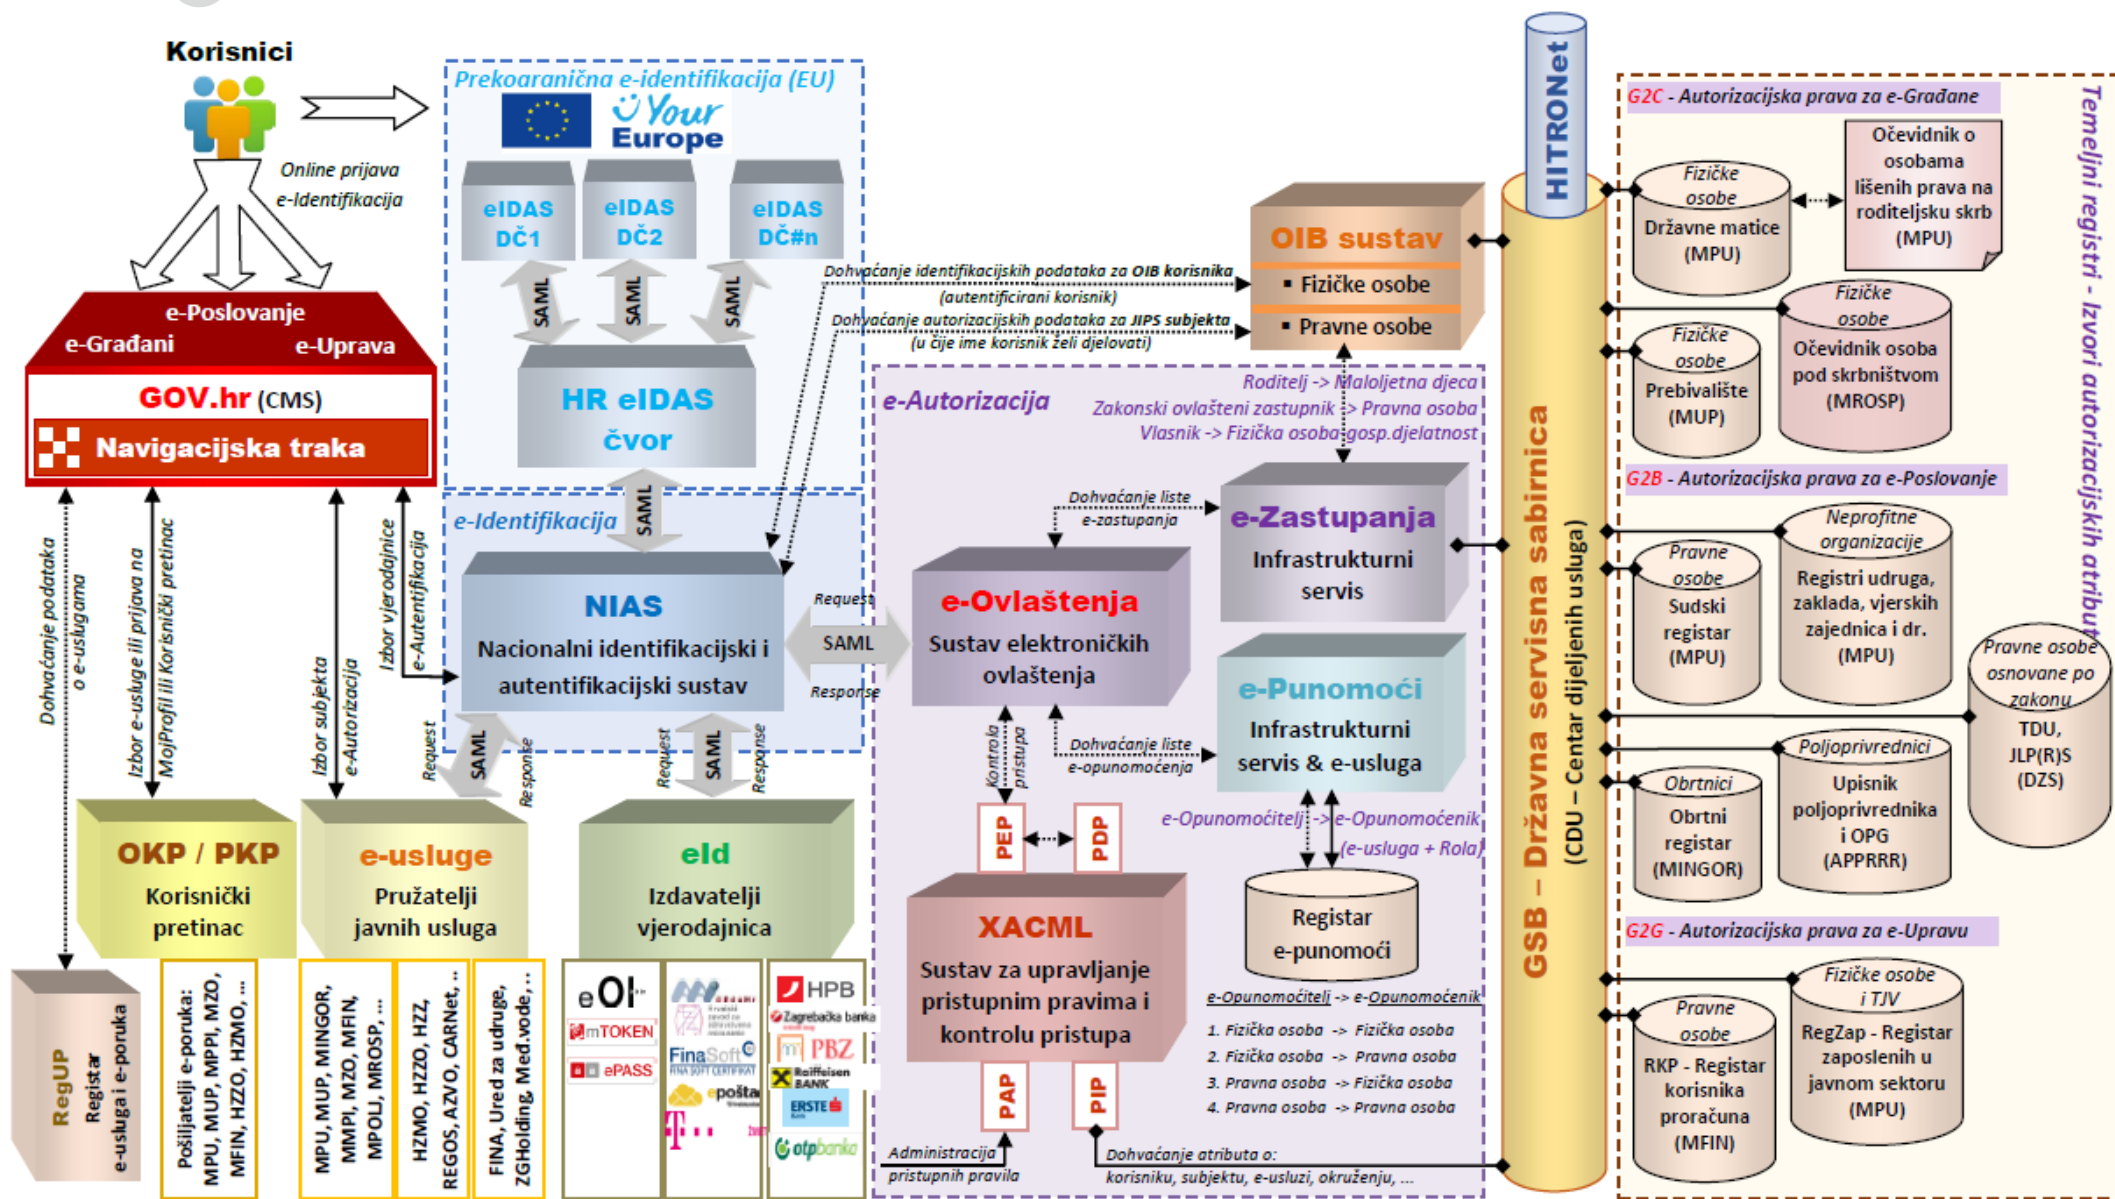 Korisnici
Online prijava
e-Identifikacija
e-Poslovanje
e-Građani
e-Uprava
GOV.hr (CMS)
Navigacijska traka
Dohvaćanje podataka
o e-uslugama
Izbor e-usluge ili prijava na
MojProfil ili Korisnički pretinac
Izbor subjekta
e-Autorizacija
Izbor vjerodajnice
e-Autentifikacija
Prekoaranična e-identifikacija (EU)
Your
Europe
eIDAS
DČ1
eIDAS
DČ2
eIDAS
DČ#n
SAML
SAML
SAML
HR eIDAS
čvor
SAML
e-Identifikacija
NIAS
Nacionalni identifikacijski i
autentifikacijski sustav
Request
SAML
Response
Request
SAML
Response
Request
SAML
Response
OKP / PKP
Korisnički
pretinac
e-usluge
Pružatelji
javnih usluga
eId
Izdavatelji
vjerodajnica
RegUP
Registar
e-usluga i e-poruka
Pošiljatelji e-poruka:
MPU, MUP, MPPI, MZO,
MFIN, HZZO, HZMO, ...
MPU, MUP, MINGOR,
MMPI, MZO, MFIN,
MPOLJ, MROSP, ...
HZMO, HZZO, HZZ,
REGOS, AZVO, CARNet, ..
FINA, Ured za udruge,
ZGHolding, Med.vode, ..
eOI
mTOKEN
ePASS
FinaSoft
FINA SOFT CERTIFIKAT
epošta
HPB
Zagrebačka banka
PBZ
Raiffeisen
BANK
ERSTE
otpbanka
Dohvaćanje identifikacijskih podataka za OIB korisnika
(autentificirani korisnik)
Dohvaćanje autorizacijskih podataka za JIPS subjekta
(u čije ime korisnik želi djelovati)
OIB sustav
▪ Fizičke osobe
▪ Pravne osobe
e-Autorizacija
Roditelj -> Maloljetna djeca
Zakonski ovlašteni zastupnik -> Pravna osoba
Vlasnik -> Fizička osoba-gosp.djelatnost
Dohvaćanje liste
e-zastupanja
e-Zastupanja
Infrastrukturni
servis
e-Ovlaštenja
Sustav elektroničkih
ovlaštenja
e-Punomoći
Infrastrukturni
servis & e-usluga
Kontrola
pristupa
Dohvaćanje liste
e-opunomoćenja
PEP
PDP
e-Opunomoćitelj -> e-Opunomoćenik
(e-usluga + Rola)
XACML
Sustav za upravljanje
pristupnim pravima i
kontrolu pristupa
Registar
e-punomoći
e-Opunomoćitelj -> e-Opunomoćenik
1. Fizička osoba -> Fizička osoba
2. Fizička osoba -> Pravna osoba
3. Pravna osoba -> Fizička osoba
4. Pravna osoba -> Pravna osoba
PAP
PIP
Administracija
pristupnih pravila
Dohvaćanje atributa o:
korisniku, subjektu, e-usluzi, okruženju, ...
HITRONet
GSB – Državna servisna sabirnica
(CDU – Centar dijeljenih usluga)
Temeljni registri - Izvori autorizacijskih atributa
G2C - Autorizacijska prava za e-Građane
Fizičke
osobe
Državne matice
(MPU)
Očevidnik o
osobama
lišenih prava na
roditeljsku skrb
(MPU)
Fizičke
osobe
Prebivalište
(MUP)
Fizičke
osobe
Očevidnik osoba
pod skrbništvom
(MROSP)
G2B - Autorizacijska prava za e-Poslovanje
Pravne
osobe
Sudski
registar
(MPU)
Neprofitne
organizacije
Registri udruga,
zaklada, vjerskih
zajednica i dr.
(MPU)
Pravne osobe
osnovane po
zakonu
TDU,
JLP(R)S
(DZS)
Obrtnici
Obrtni
registar
(MINGOR)
Poljoprivrednici
Upisnik
poljoprivrednika
i OPG
(APPRRR)
G2G - Autorizacijska prava za e-Upravu
Pravne
osobe
RKP - Registar
korisnika
proračuna
(MFIN)
Fizičke osobe
i TJV
RegZap - Registar
zaposlenih u
javnom sektoru
(MPU)